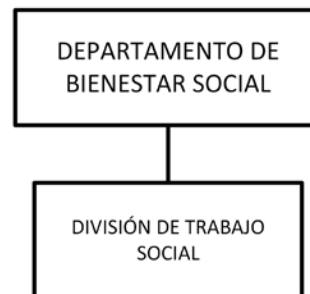 DEPARTAMENTO DE
BIENESTAR SOCIAL
DIVISIÓN DE TRABAJO
SOCIAL